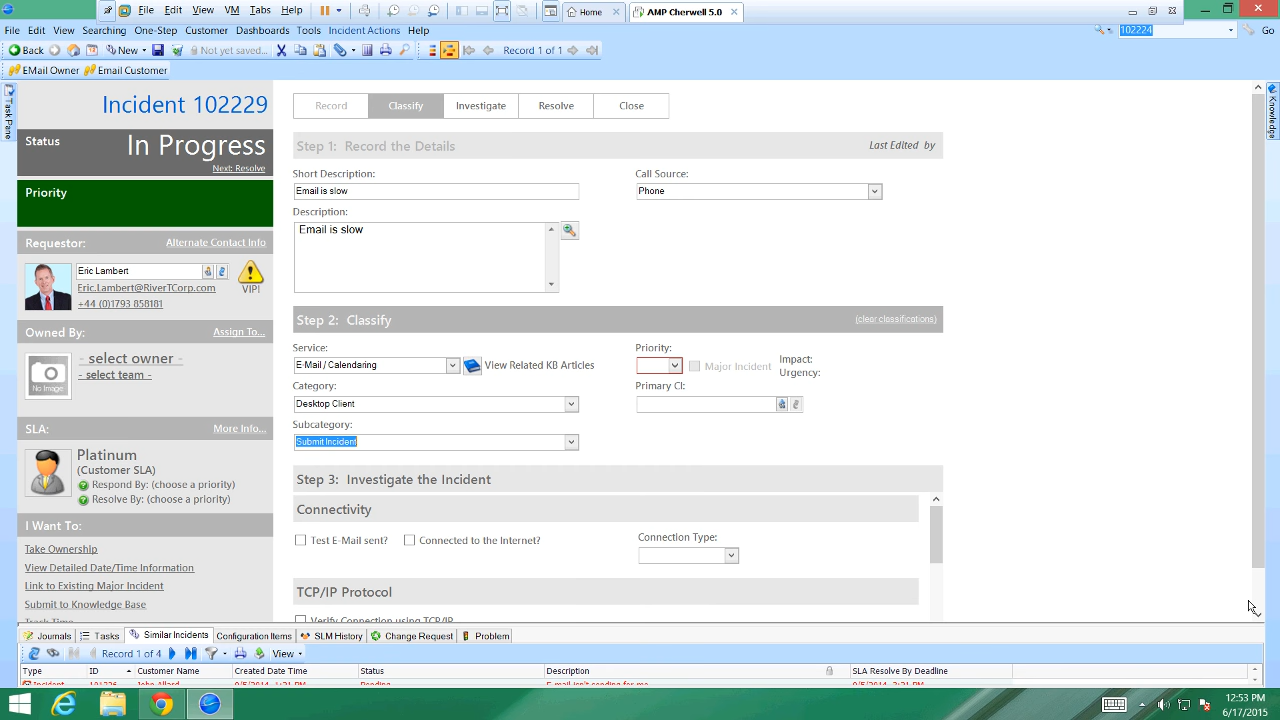 File Edit View VM Tabs Help Home AMP Cherwell 5.0
File Edit View Searching One-Step Customer Dashboards Tools Incident Actions Help 102224 Go
Back New Not yet saved... Record 1 of 1
EMail Owner Email Customer
Task Pane
Knowledge
Incident 102229
Status
In Progress
Next: Resolve
Priority
Requestor: Alternate Contact Info
Eric Lambert
Eric.Lambert@RiverTCorp.com
+44 (0)1793 858181
VIP!
Owned By: Assign To...
No Image
- select owner -
- select team -
SLA: More Info...
Platinum
(Customer SLA)
Respond By: (choose a priority)
Resolve By: (choose a priority)
I Want To:
Take Ownership
View Detailed Date/Time Information
Link to Existing Major Incident
Submit to Knowledge Base
Track Time
Record Classify Investigate Resolve Close
Step 1: Record the Details Last Edited by
Short Description: Call Source:
Email is slow Phone
Description:
Email is slow
Step 2: Classify (clear classifications)
Service: Priority:
E-Mail / Calendaring View Related KB Articles Major Incident Impact:
Urgency:
Category: Primary CI:
Desktop Client
Subcategory:
Submit Incident
Step 3: Investigate the Incident
Connectivity
Test E-Mail sent? Connected to the Internet? Connection Type:
TCP/IP Protocol
Verify Connection using TCP/IP
Journals Tasks Similar Incidents Configuration Items SLM History Change Request Problem
Record 1 of 4 View
Type ID Customer Name Created Date Time Status Description SLA Resolve By Deadline
12:53 PM
6/17/2015